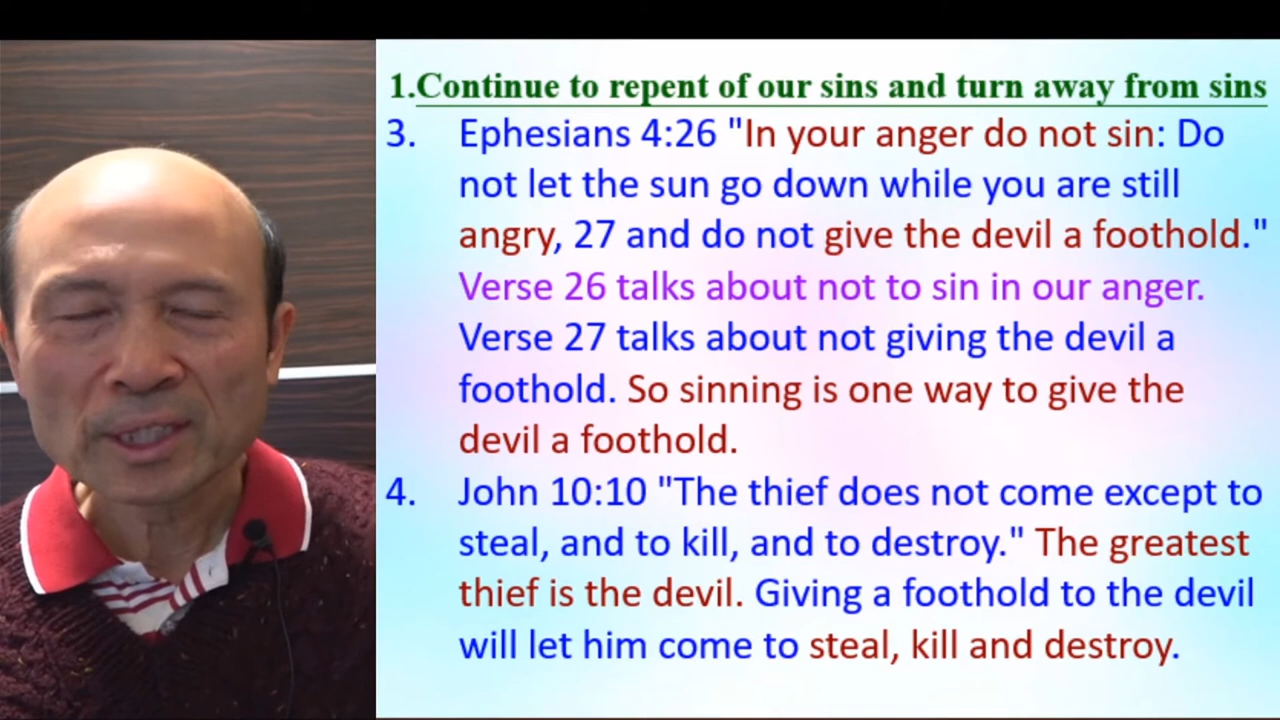 1.Continue to repent of our sins and turn away from sins
3. Ephesians 4:26 "In your anger do not sin: Do
not let the sun go down while you are still
angry, 27 and do not give the devil a foothold."
Verse 26 talks about not to sin in our anger.
Verse 27 talks about not giving the devil a
foothold. So sinning is one way to give the
devil a foothold.
4. John 10:10 "The thief does not come except to
steal, and to kill, and to destroy." The greatest
thief is the devil. Giving a foothold to the devil
will let him come to steal, kill and destroy.